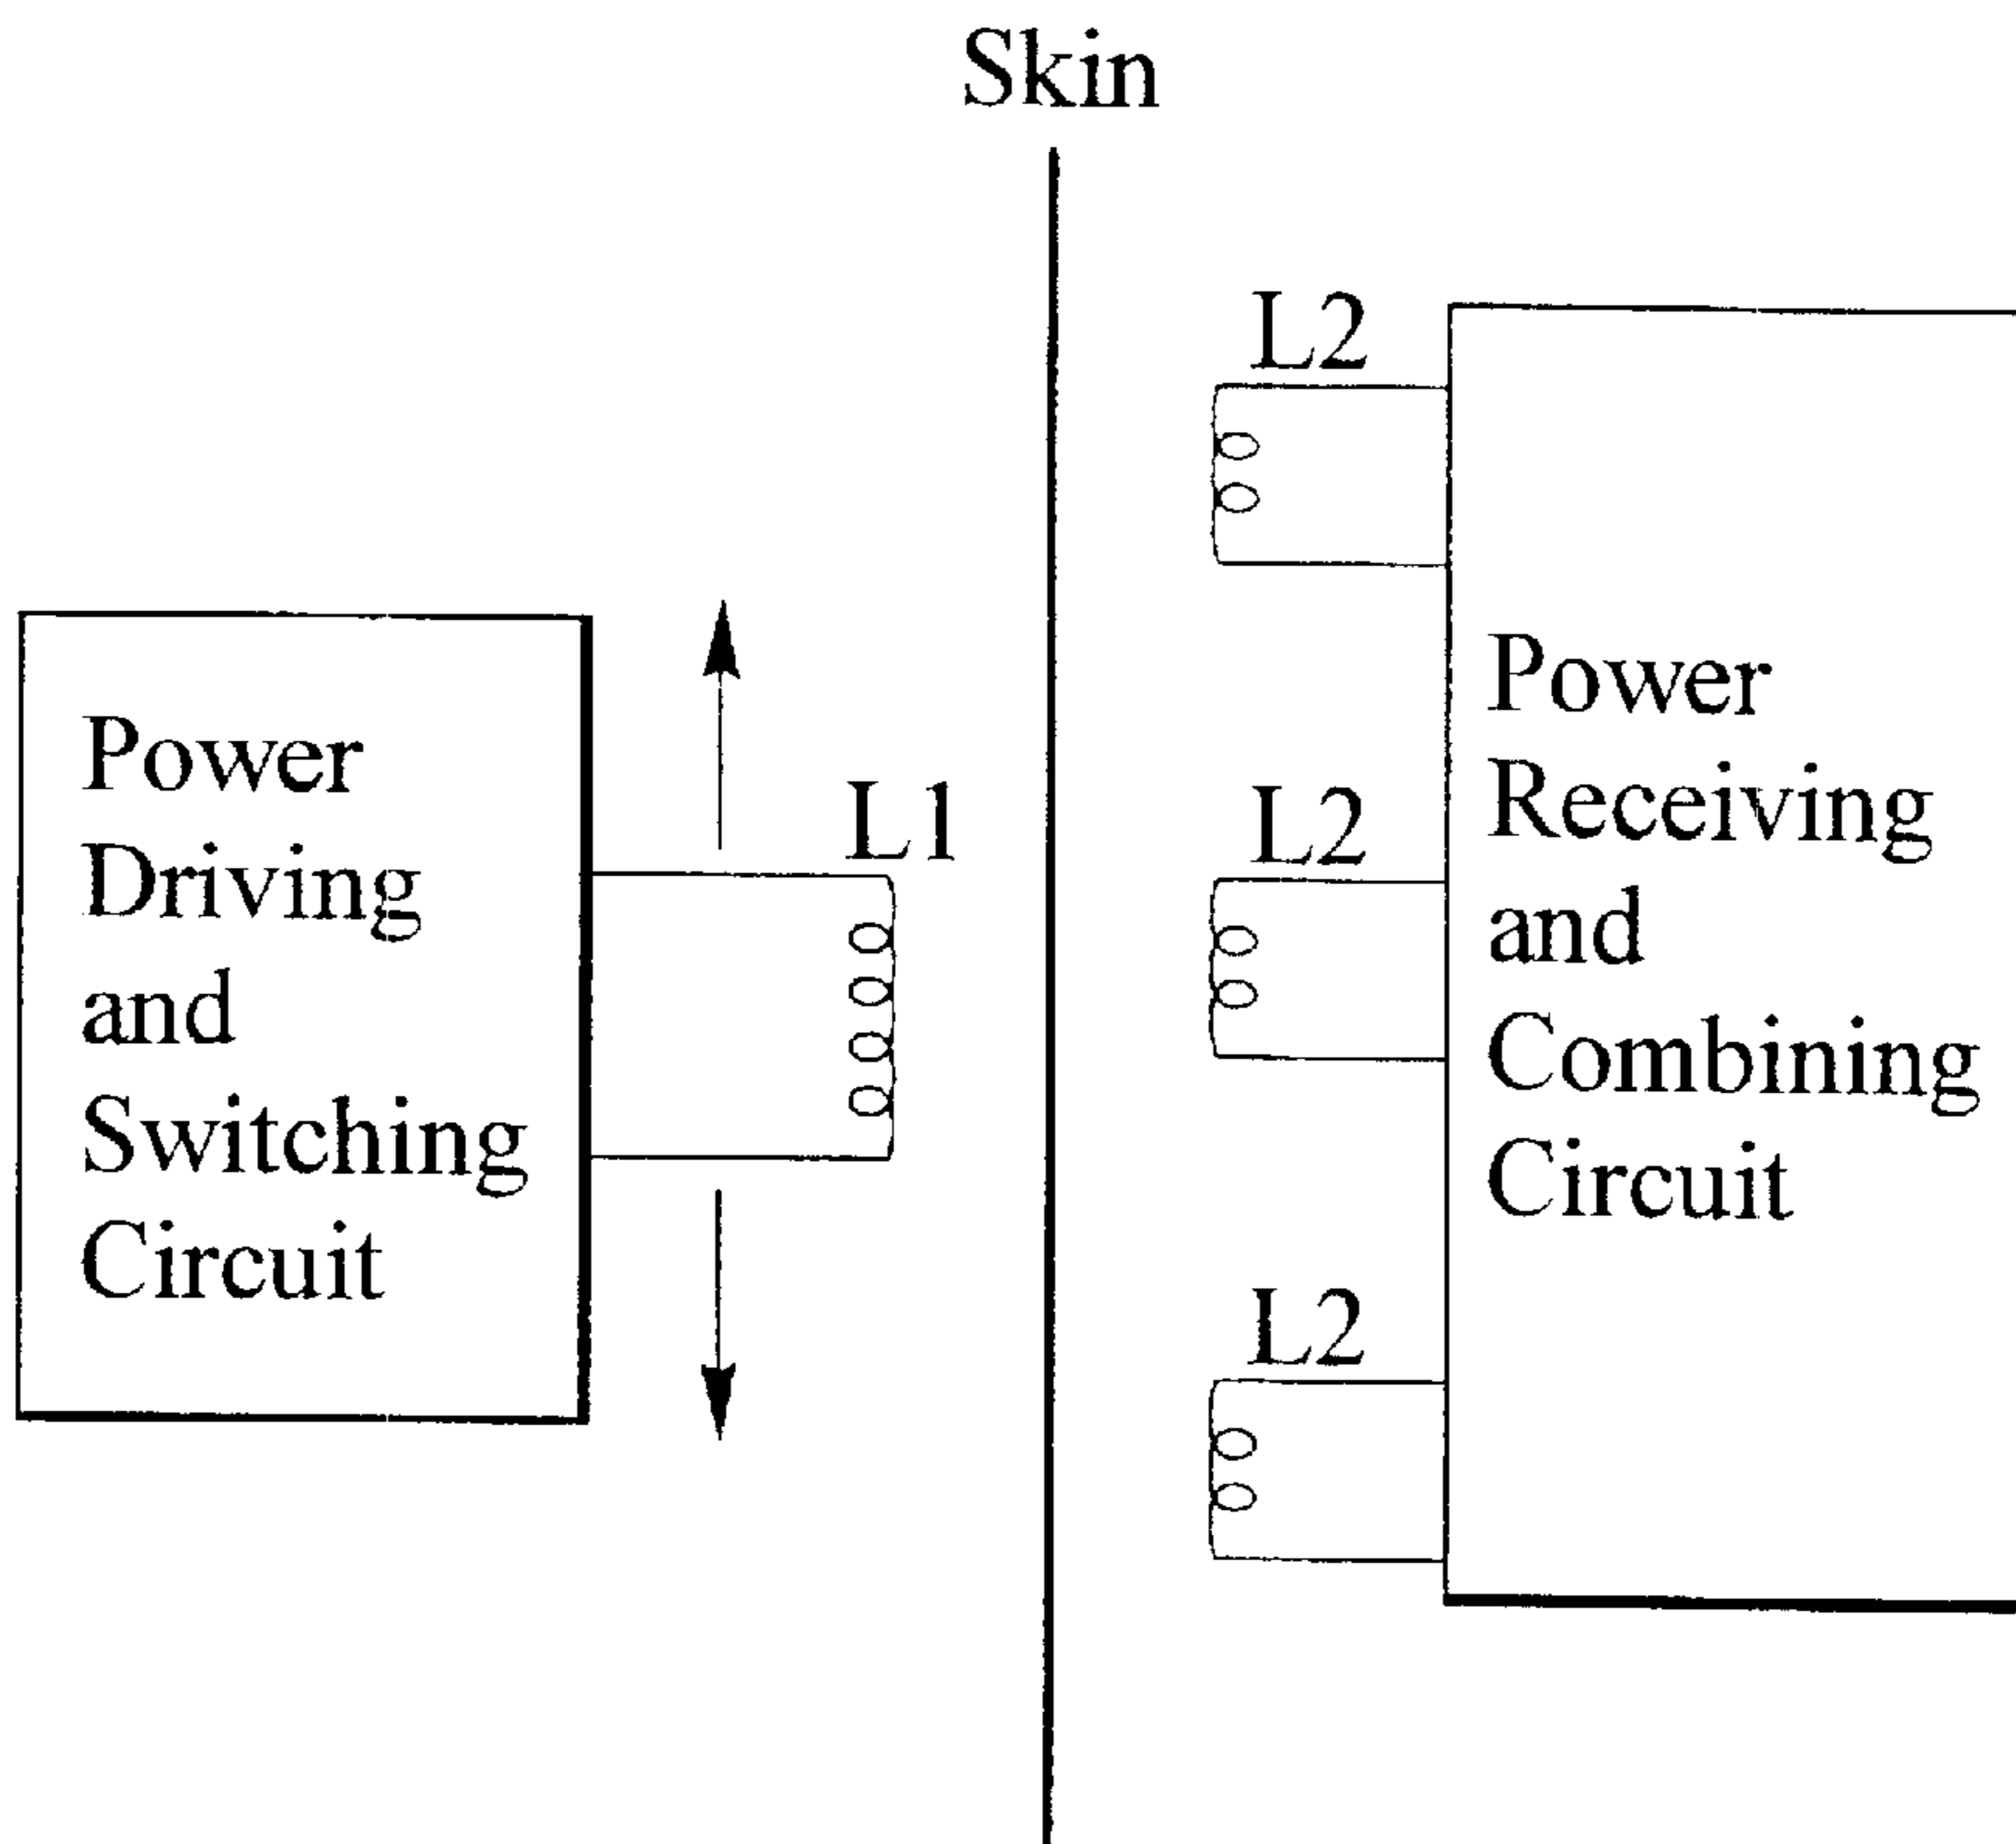 Skin
Power
Driving
and
Switching
Circuit
L1
L2
L2
L2
Power
Receiving
and
Combining
Circuit